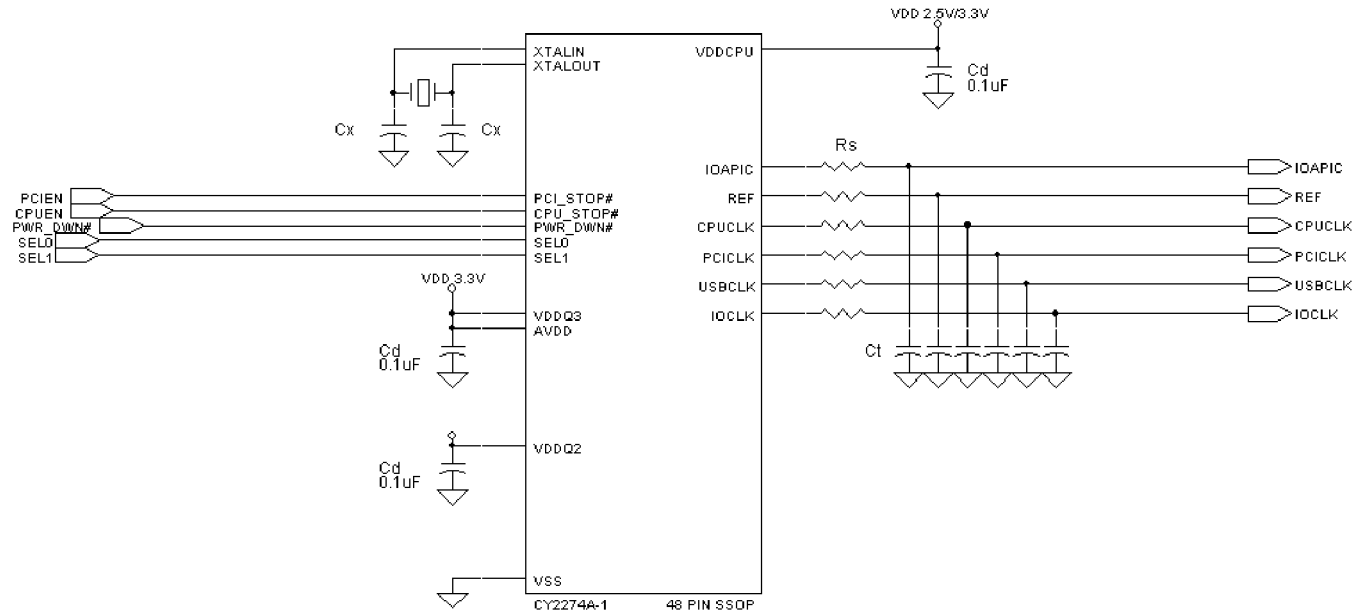 VDD 2.5V/3.3V
XTALIN
XTALOUT
VDDCPU
Cd
0.1uF
Cx
Cx
Rs
IOAPIC
IOAPIC
PCIEN
PCI_STOP#
REF
REF
CPUEN
CPU_STOP#
PWR_DWN#
PWR_DWN#
CPUCLK
CPUCLK
SEL0
SEL0
SEL1
SEL1
PCICLK
PCICLK
VDD 3.3V
USBCLK
USBCLK
VDDQ3
IOCLK
IOCLK
AVDD
Cd
0.1uF
Ct
VDDQ2
Cd
0.1uF
VSS
CY2274A-1
48 PIN SSOP